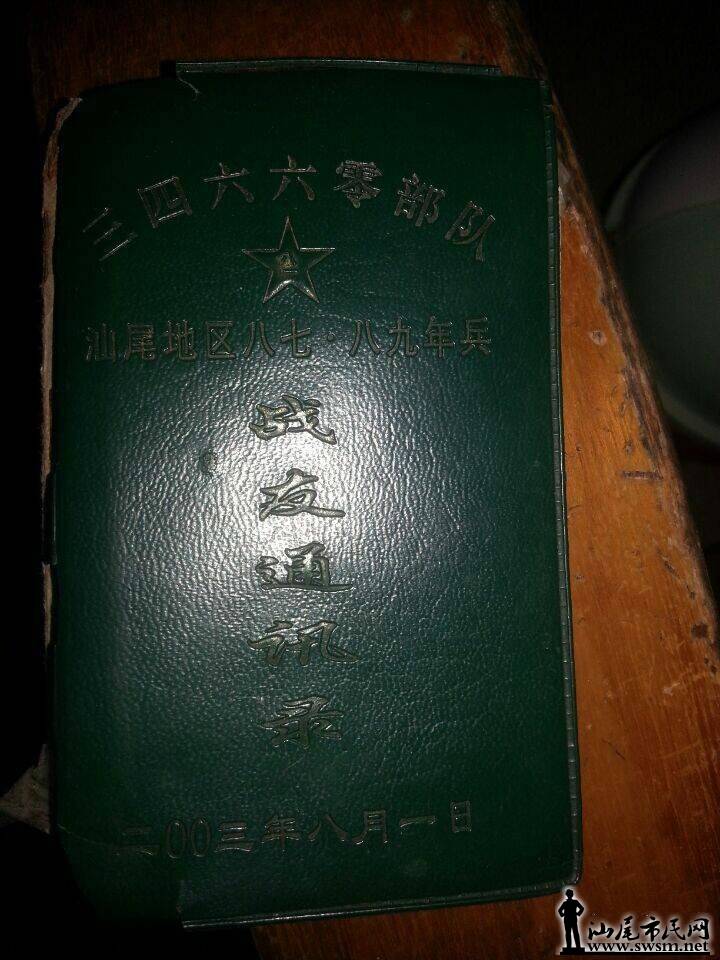 三四六六零部队
八一
汕尾地区八七·八九年兵
战友通讯录
二00三年八月一日
汕尾市民网
www.swsm.net